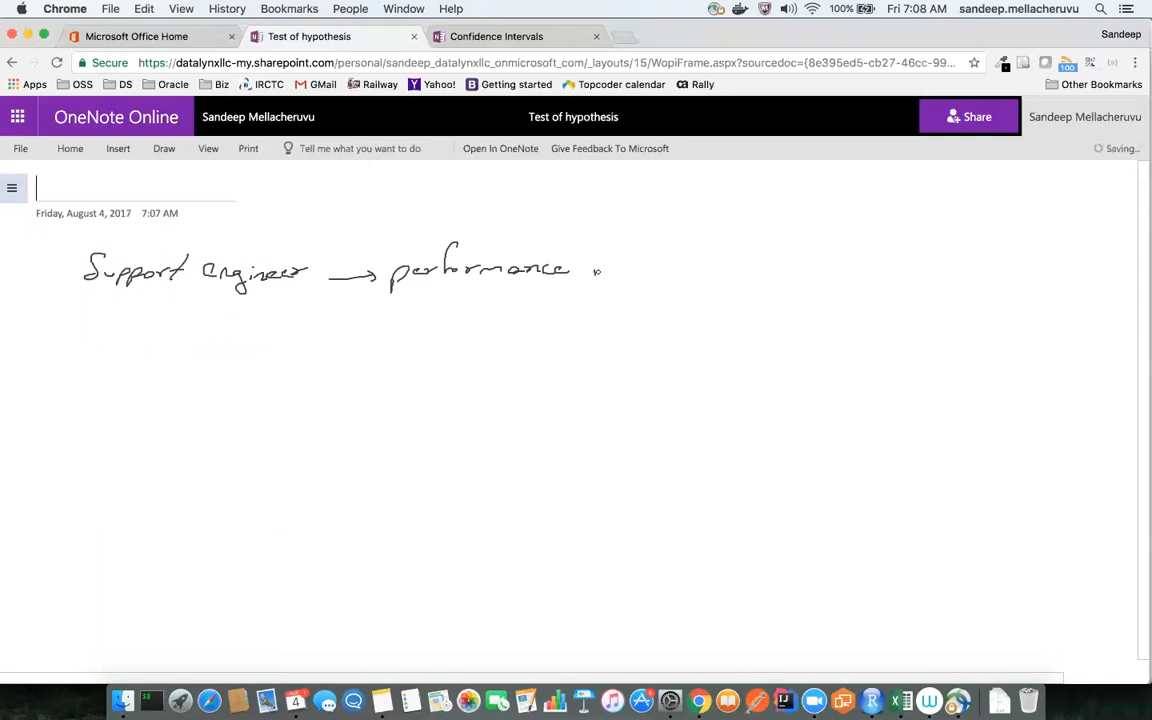 Chrome File Edit View History Bookmarks People Window Help 100% Fri 7:08 AM sandeep.mellacheruvu
Microsoft Office Home Test of hypothesis Confidence Intervals Sandeep
Secure https://datalynxllc-my.sharepoint.com/personal/sandeep_datalynxllc_onmicrosoft_com/_layouts/15/WopiFrame.aspx?sourcedoc={8e395ed5-cb27-46cc-99... 100
Apps OSS DS Oracle Biz IRCTC GMail Railway Yahoo! Getting started Topcoder calendar Rally Other Bookmarks
OneNote Online Sandeep Mellacheruvu Test of hypothesis Share Sandeep Mellacheruvu
File Home Insert Draw View Print Tell me what you want to do Open In OneNote Give Feedback To Microsoft Saving...
Friday, August 4, 2017 7:07 AM
Support engineer → performance
4